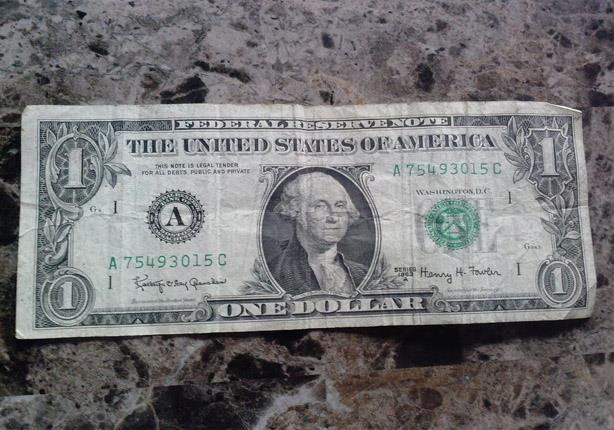 FEDERAL RESERVE NOTE
THE UNITED STATES OF AMERICA
THIS NOTE IS LEGAL TENDER
FOR ALL DEBTS, PUBLIC AND PRIVATE
A 75493015 C
WASHINGTON, D.C.
1
1
1
1
A
A 75493015 C
1
1
SERIES
1963
A
Henry H. Fowler
1
1
ONE DOLLAR